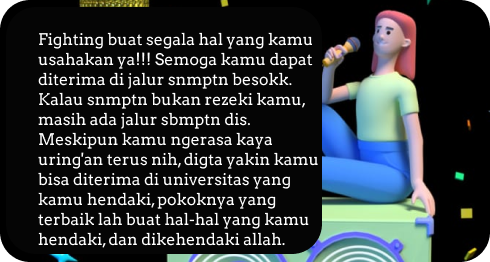 Fighting buat segala hal yang kamu
usahakan ya!!! Semoga kamu dapat
diterima di jalur snmptn besokk.
Kalau snmptn bukan rezeki kamu,
masih ada jalur sbmptn dis.
Meskipun kamu ngerasa kaya
uring'an terus nih, digta yakin kamu
bisa diterima di universitas yang
kamu hendaki, pokoknya yang
terbaik lah buat hal-hal yang kamu
hendaki, dan dikehendaki allah.